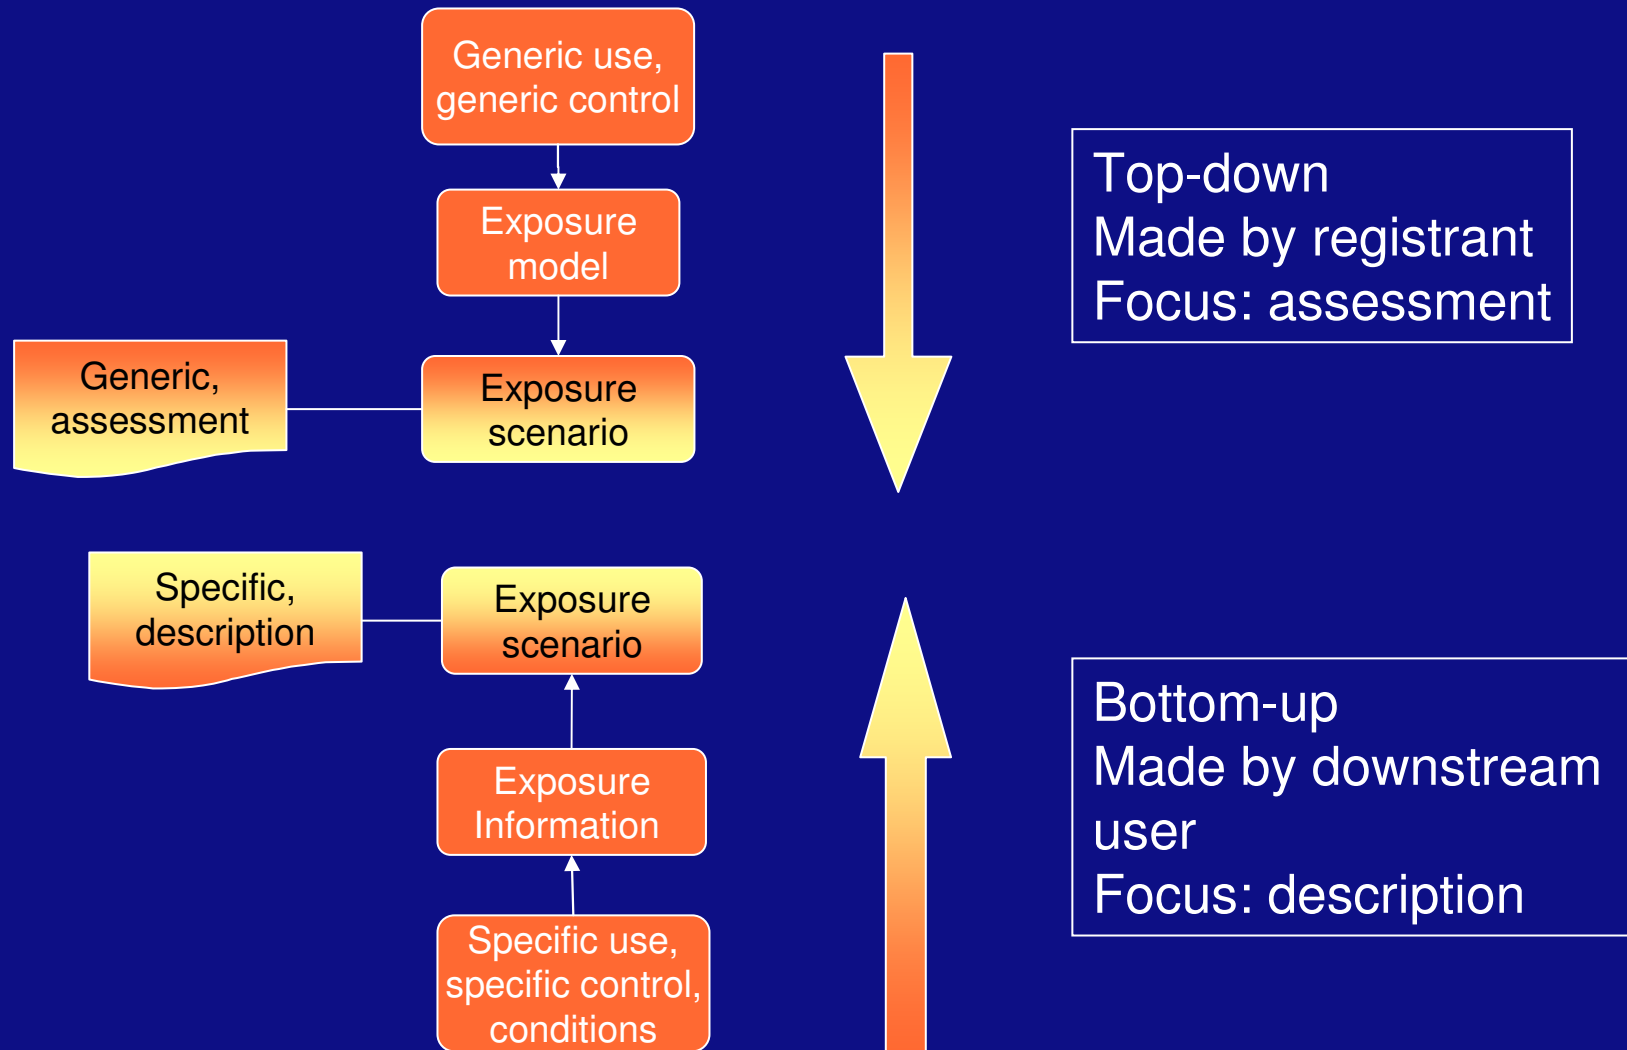 Generic use,
generic control
Exposure
model
Generic,
assessment
Exposure
scenario
Top-down
Made by registrant
Focus: assessment
Specific,
description
Exposure
scenario
Exposure
Information
Specific use,
specific control,
conditions
Bottom-up
Made by downstream
user
Focus: description